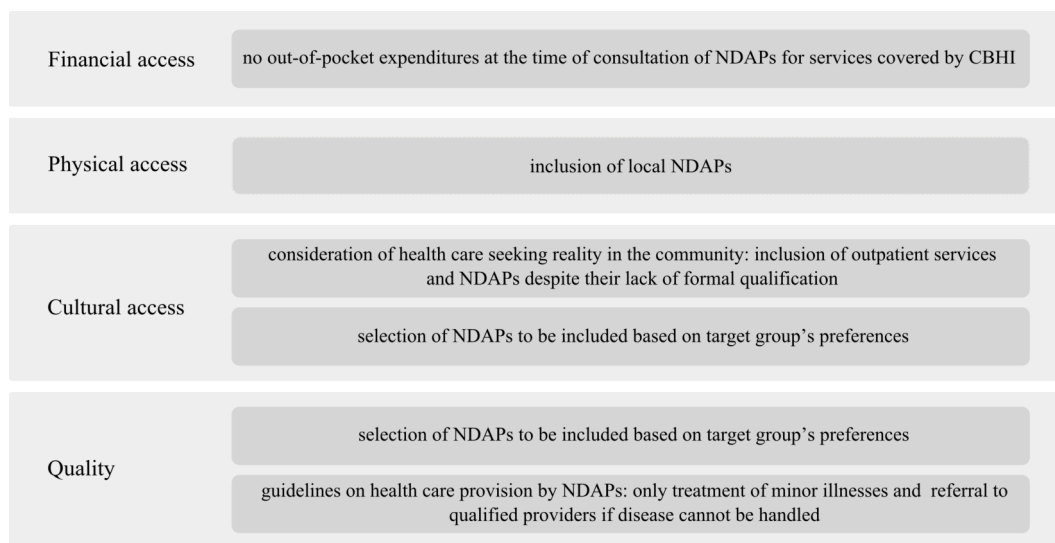 Financial access
no out-of-pocket expenditures at the time of consultation of NDAPs for services covered by CBHI
Physical access
inclusion of local NDAPs
Cultural access
consideration of health care seeking reality in the community: inclusion of outpatient services
and NDAPs despite their lack of formal qualification
selection of NDAPs to be included based on target group's preferences
Quality
selection of NDAPs to be included based on target group's preferences
guidelines on health care provision by NDAPs: only treatment of minor illnesses and referral to
qualified providers if disease cannot be handled